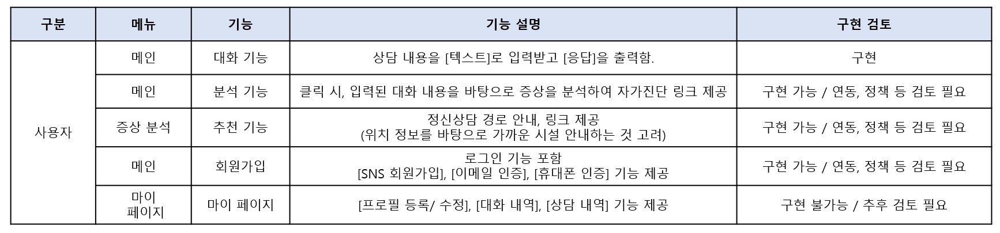 구분 메뉴 기능 기능 설명 구현 검토
사용자
메인 대화 기능 상담 내용을 [텍스트]로 입력받고 [응답]을 출력함. 구현
메인 분석 기능 클릭 시, 입력된 대화 내용을 바탕으로 증상을 분석하여 자가진단 링크 제공 구현 가능 / 연동, 정책 등 검토 필요
증상 분석 추천 기능 정신상담 경로 안내, 링크 제공
(위치 정보를 바탕으로 가까운 시설 안내하는 것 고려) 구현 가능 / 연동, 정책 등 검토 필요
메인 회원가입 로그인 기능 포함
[SNS 회원가입], [이메일 인증], [휴대폰 인증] 기능 제공 구현 가능 / 연동, 정책 등 검토 필요
마이
페이지 마이 페이지 [프로필 등록/ 수정], [대화 내역], [상담 내역] 기능 제공 구현 불가능 / 추후 검토 필요